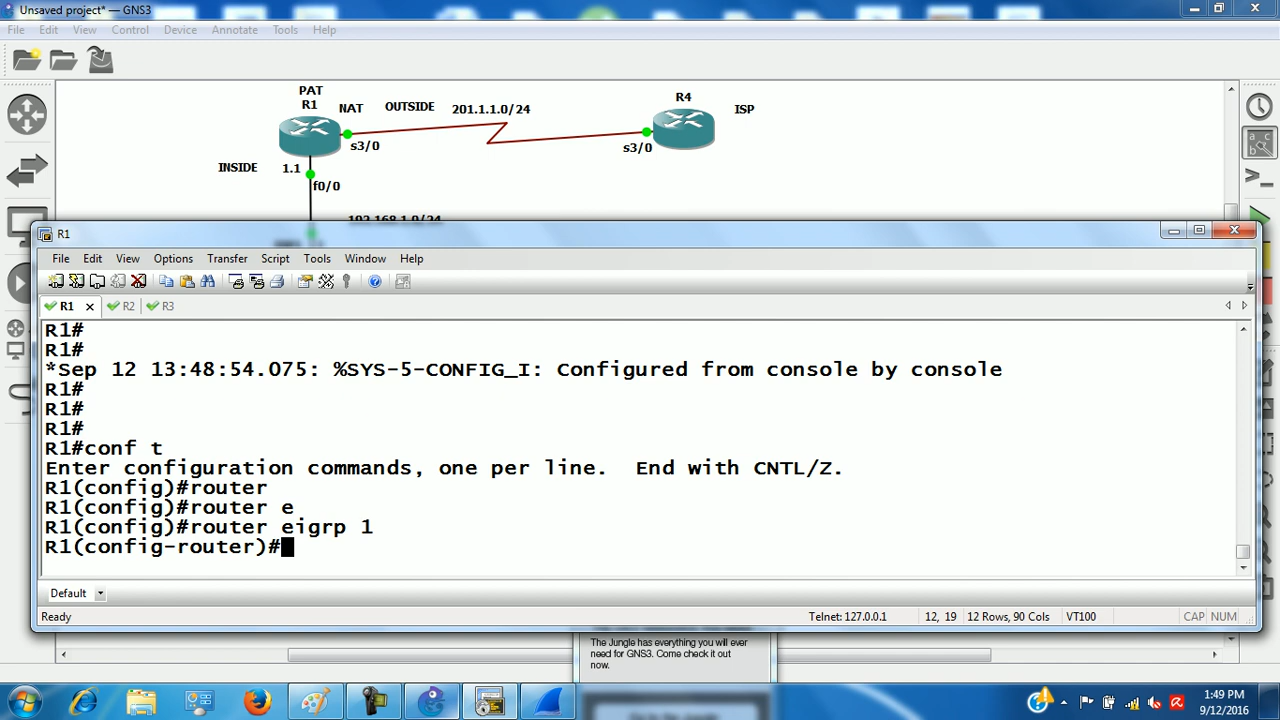 Unsaved project* — GNS3
File Edit View Control Device Annotate Tools Help
PAT
R1
NAT
OUTSIDE
201.1.1.0/24
R4
ISP
s3/0
s3/0
INSIDE
1.1
f0/0
192.168.1.0/24
R1
File Edit View Options Transfer Script Tools Window Help
R1 R2 R3
R1#
R1#
*Sep 12 13:48:54.075: %SYS-5-CONFIG_I: Configured from console by console
R1#
R1#
R1#
R1#conf t
Enter configuration commands, one per line.  End with CNTL/Z.
R1(config)#router
R1(config)#router e
R1(config)#router eigrp 1
R1(config-router)#
Default
Ready Telnet: 127.0.0.1 12, 19 12 Rows, 90 Cols VT100 CAP NUM
The Jungle has everything you will ever
need for GNS3. Come check it out
now.
1:49 PM
9/12/2016